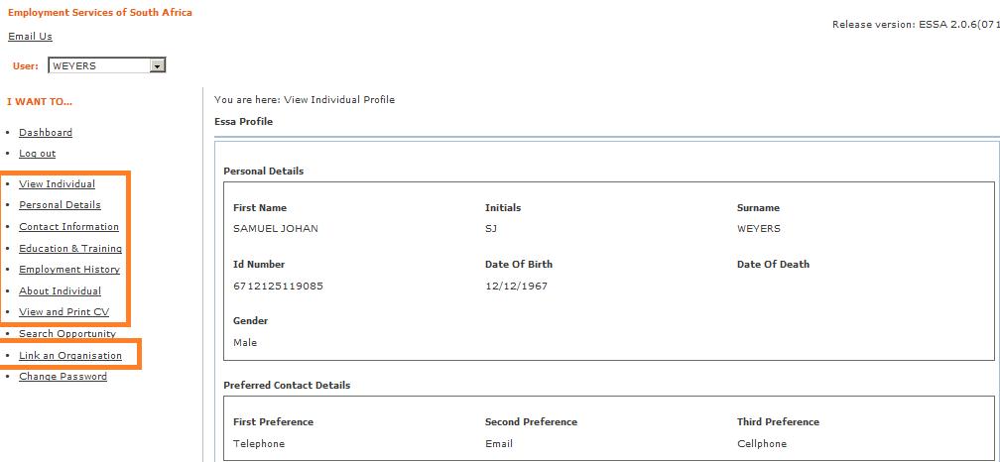 Employment Services of South Africa
Release version: ESSA 2.0.6(071
Email Us
User: WEYERS
I WANT TO...
Dashboard
Log out
View Individual
Personal Details
Contact Information
Education & Training
Employment History
About Individual
View and Print CV
Search Opportunity
Link an Organisation
Change Password
You are here: View Individual Profile
Essa Profile
Personal Details
First Name Initials Surname
SAMUEL JOHAN SJ WEYERS
Id Number Date Of Birth Date Of Death
6712125119085 12/12/1967
Gender
Male
Preferred Contact Details
First Preference Second Preference Third Preference
Telephone Email Cellphone